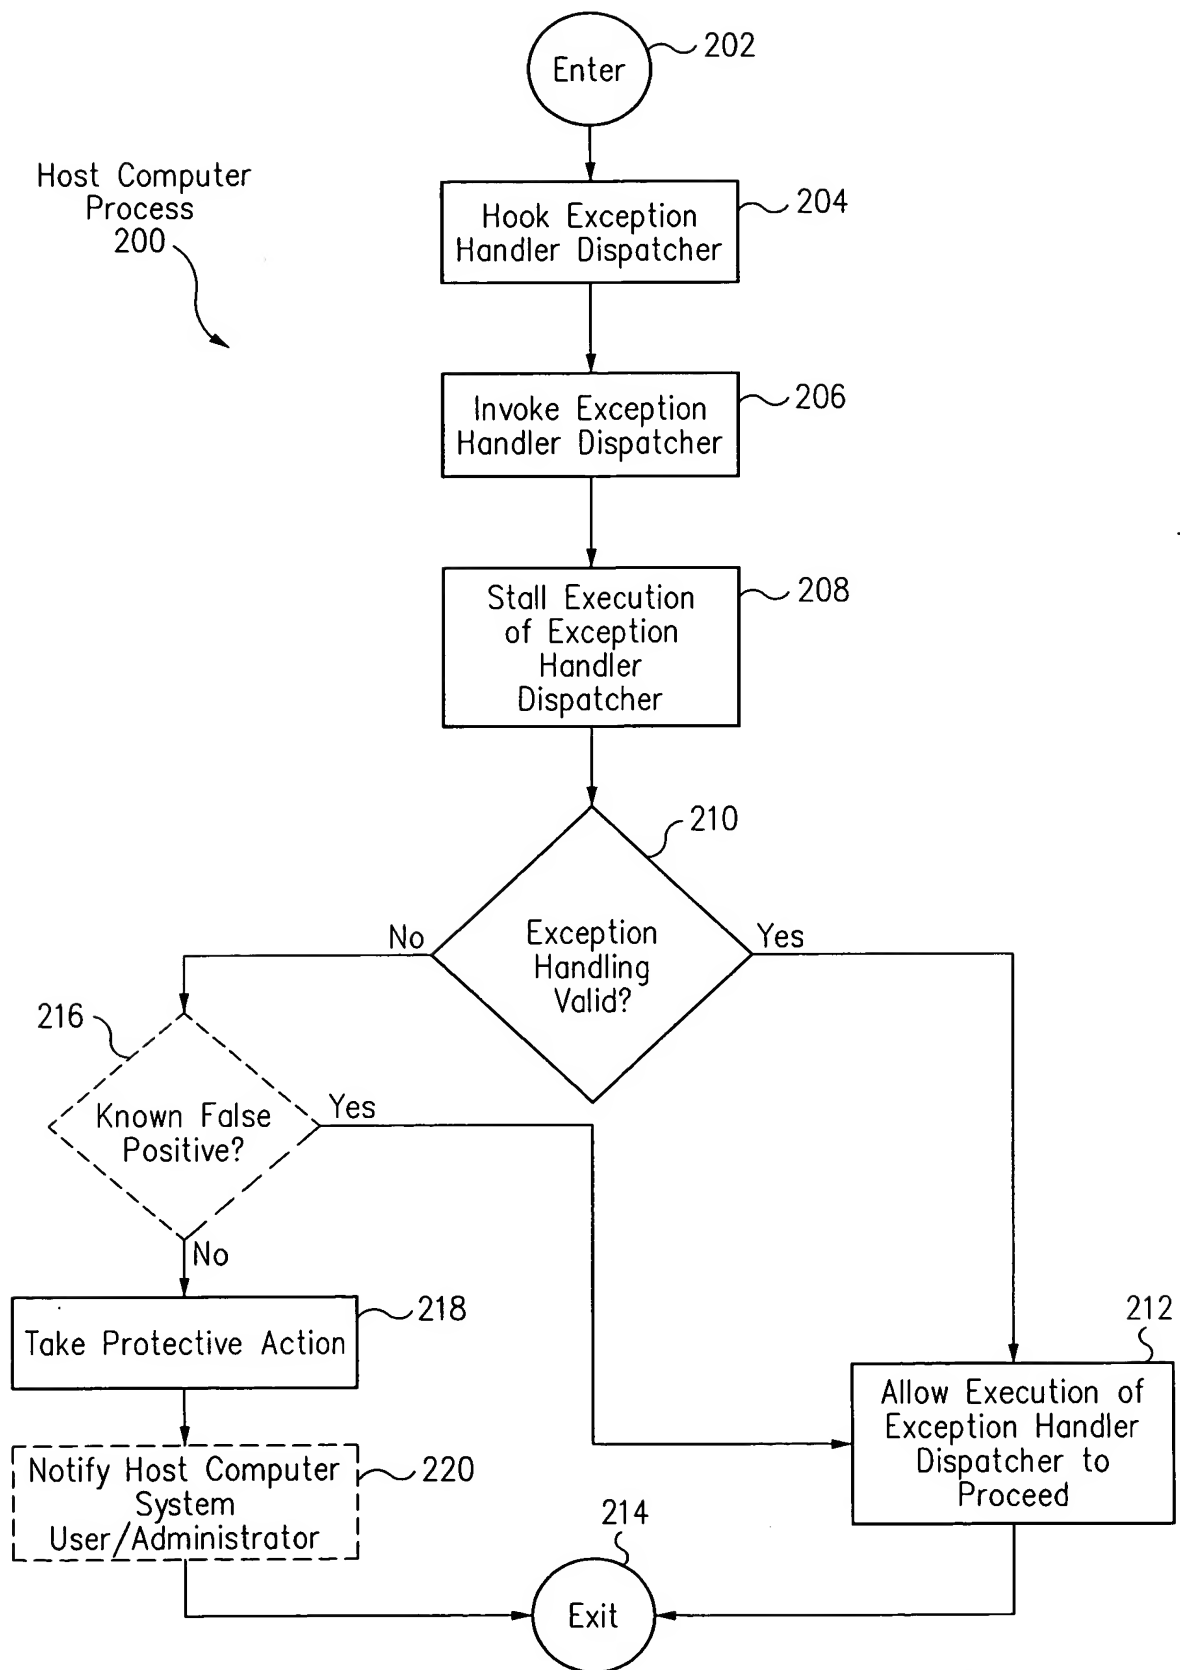 Enter
202
Host Computer
Process
200
Hook Exception
Handler Dispatcher
204
Invoke Exception
Handler Dispatcher
206
Stall Execution
of Exception
Handler
Dispatcher
208
210
Exception
Handling
Valid?
No
Yes
216
Known False
Positive?
Yes
No
Take Protective Action
218
212
Allow Execution of
Exception Handler
Dispatcher to
Proceed
Notify Host Computer
System
User/Administrator
220
214
Exit